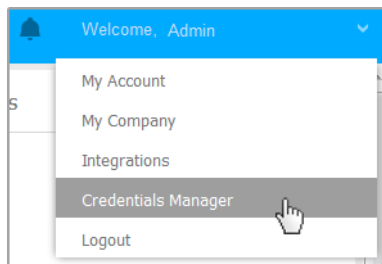 Welcome, Admin
My Account
S
My Company
Integrations
Credentials Manager
Logout